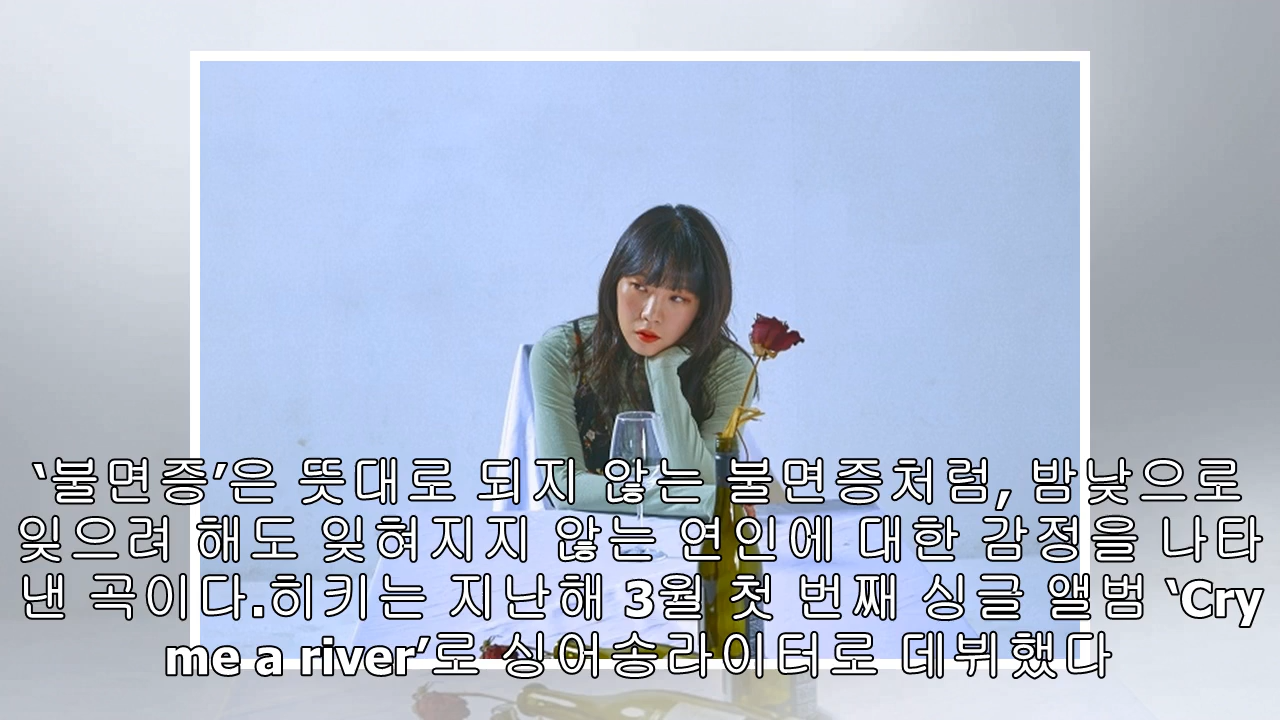 ‘불면증’은 뜻대로 되지 않는 불면증처럼, 밤낮으로
잊으려 해도 잊혀지지 않는 연인에 대한 감정을 나타
낸 곡이다.히키는 지난해 3월 첫 번째 싱글 앨범 ‘Cry
me a river’로 싱어송라이터로 데뷔했다